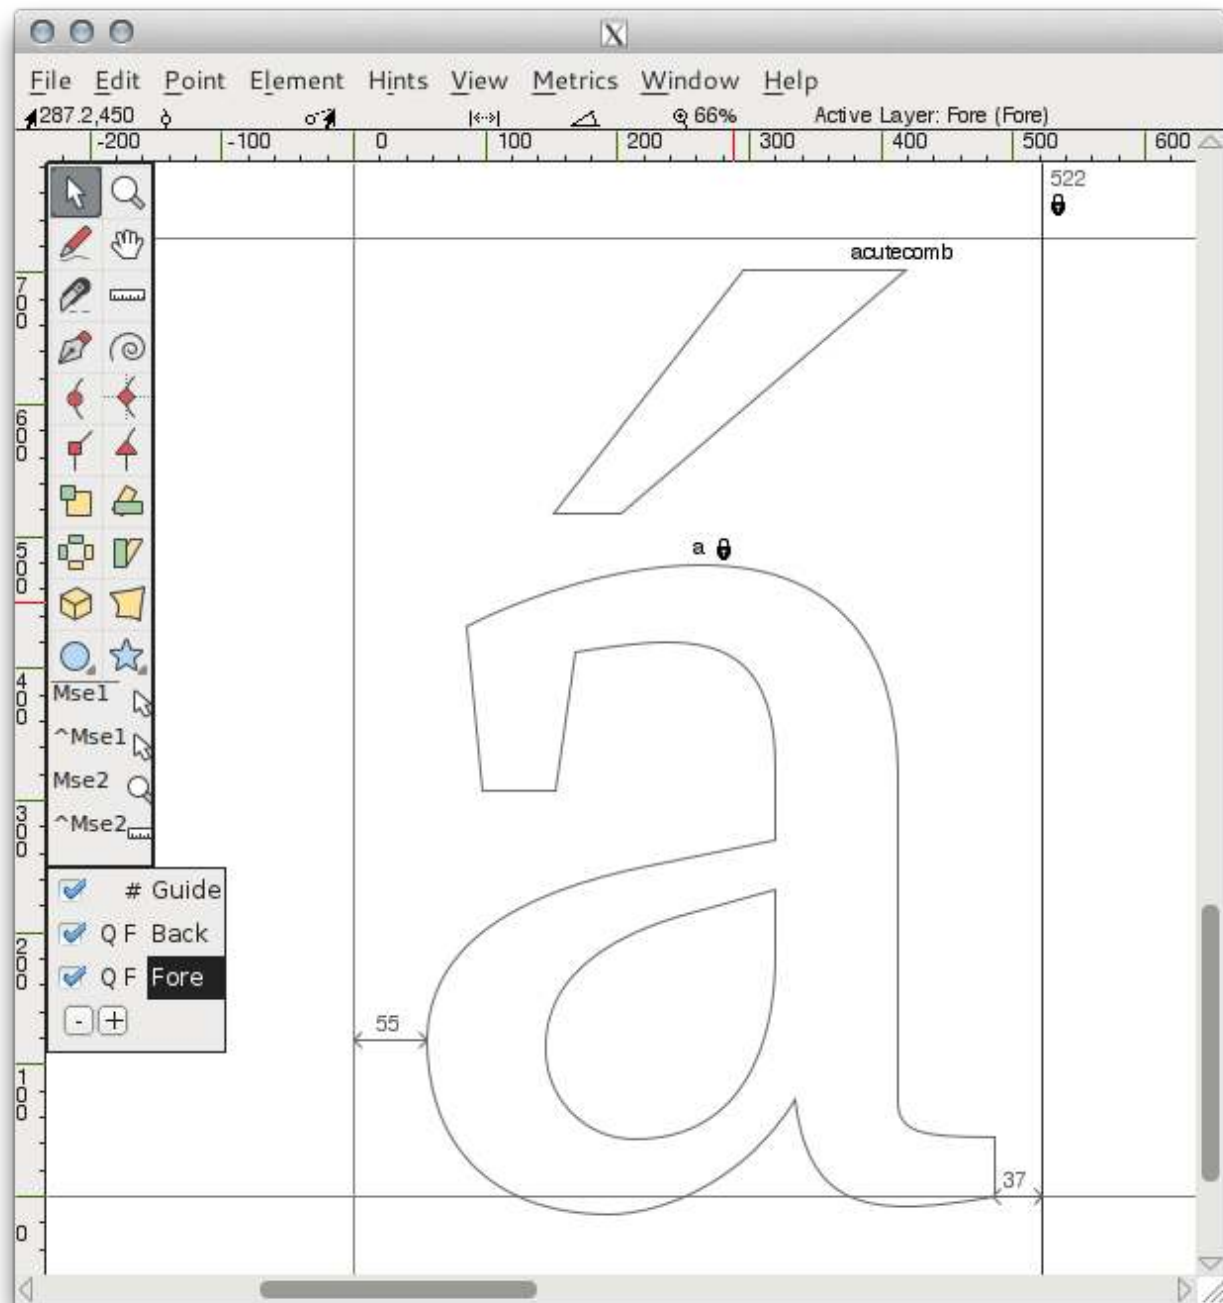 X
File Edit Point Element Hints View Metrics Window Help
287.2,450 66% Active Layer: Fore (Fore)
-200 -100 0 100 200 300 400 500 600
522
acutecomb
700
600
a
500
400
Mse1
^Mse1
Mse2
^Mse2
300
# Guide
Q F Back
200
Q F Fore
- +
55
100
37
0